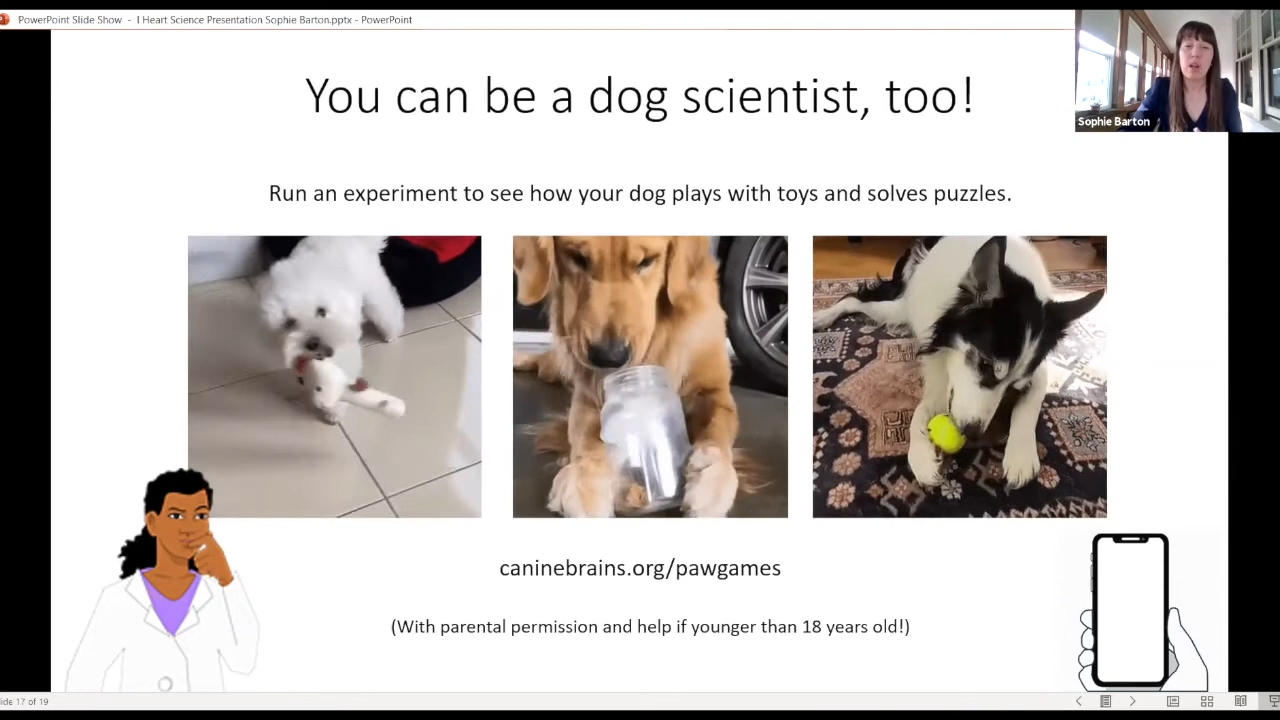 PowerPoint Slide Show - I Heart Science Presentation Sophie Barton.pptx - PowerPoint
Sophie Barton
You can be a dog scientist, too!
Run an experiment to see how your dog plays with toys and solves puzzles.
caninebrains.org/pawgames
(With parental permission and help if younger than 18 years old!)
lide 17 of 19